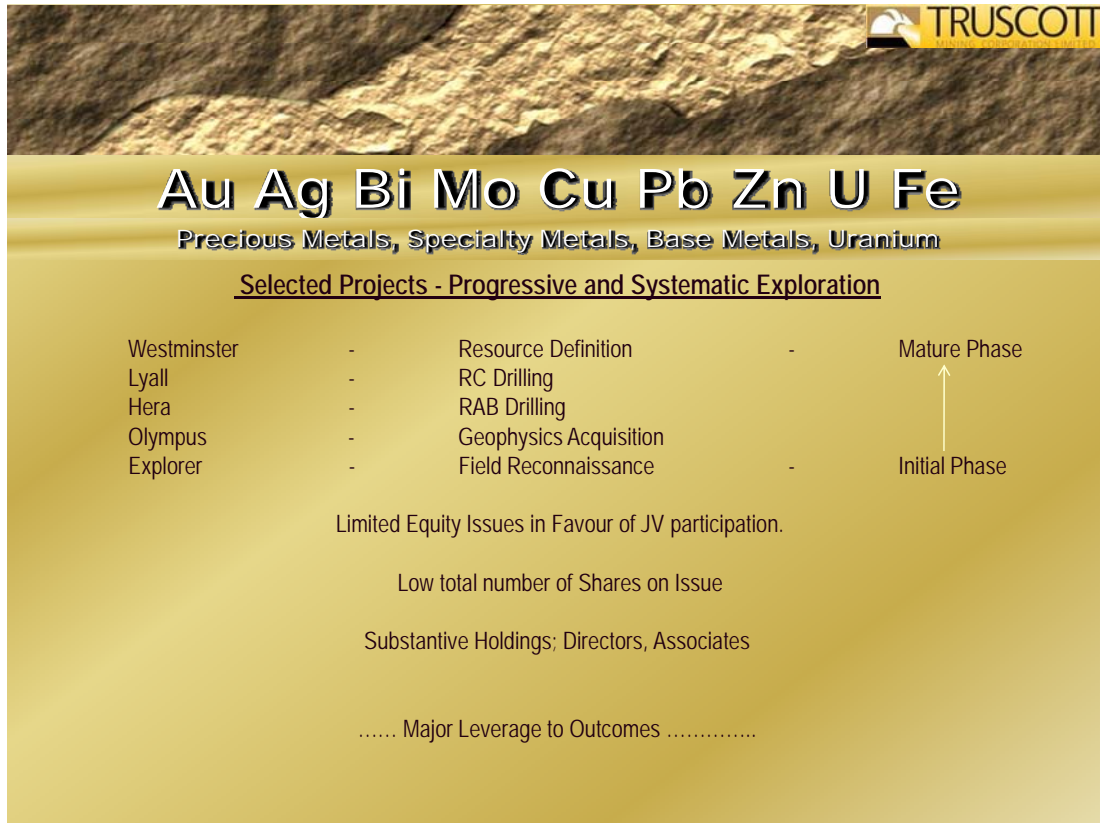 TRUSCOTT
MINING CORPORATION LIMITED
Au Ag Bi Mo Cu Pb Zn U Fe
Precious Metals, Specialty Metals, Base Metals, Uranium
Selected Projects - Progressive and Systematic Exploration
Westminster - Resource Definition - Mature Phase
Lyall - RC Drilling
Hera - RAB Drilling
Olympus - Geophysics Acquisition
Explorer - Field Reconnaissance - Initial Phase
Limited Equity Issues in Favour of JV participation.
Low total number of Shares on Issue
Substantive Holdings; Directors, Associates
…… Major Leverage to Outcomes …………..